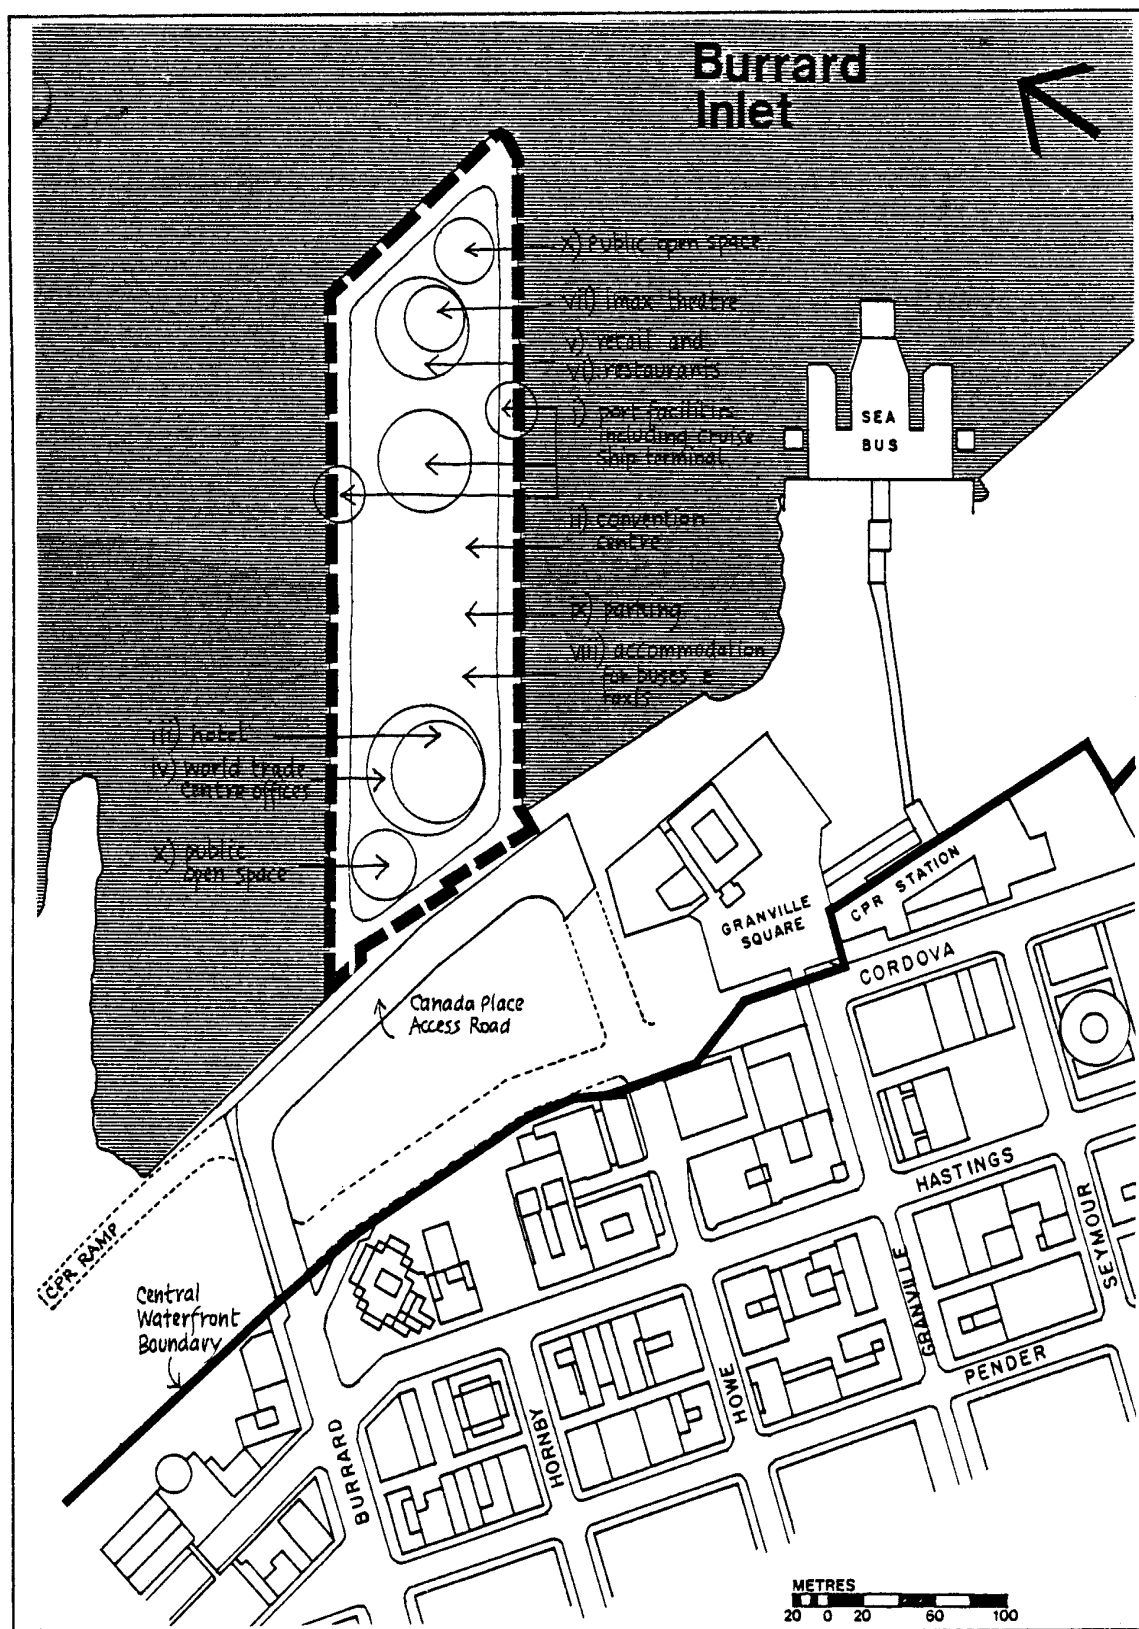 Burrard
Inlet
x) public open space
vii) imax theatre
v) retail and
vi) restaurants
i) port facilities
including cruise
ship terminal
SEA
BUS
ii) convention
centre
ix) parking
viii) accommodation
for buses &
taxis
iii) hotel
iv) world trade
centre offices
x) public
open space
GRANVILLE
SQUARE
CPR STATION
CORDOVA
Canada Place
Access Road
HASTINGS
SEYMOUR
CPR RAMP
Central
Waterfront
Boundary
GRANVILLE
PENDER
HOWE
HORNBY
BURRARD
METRES
20 0 20 60 100